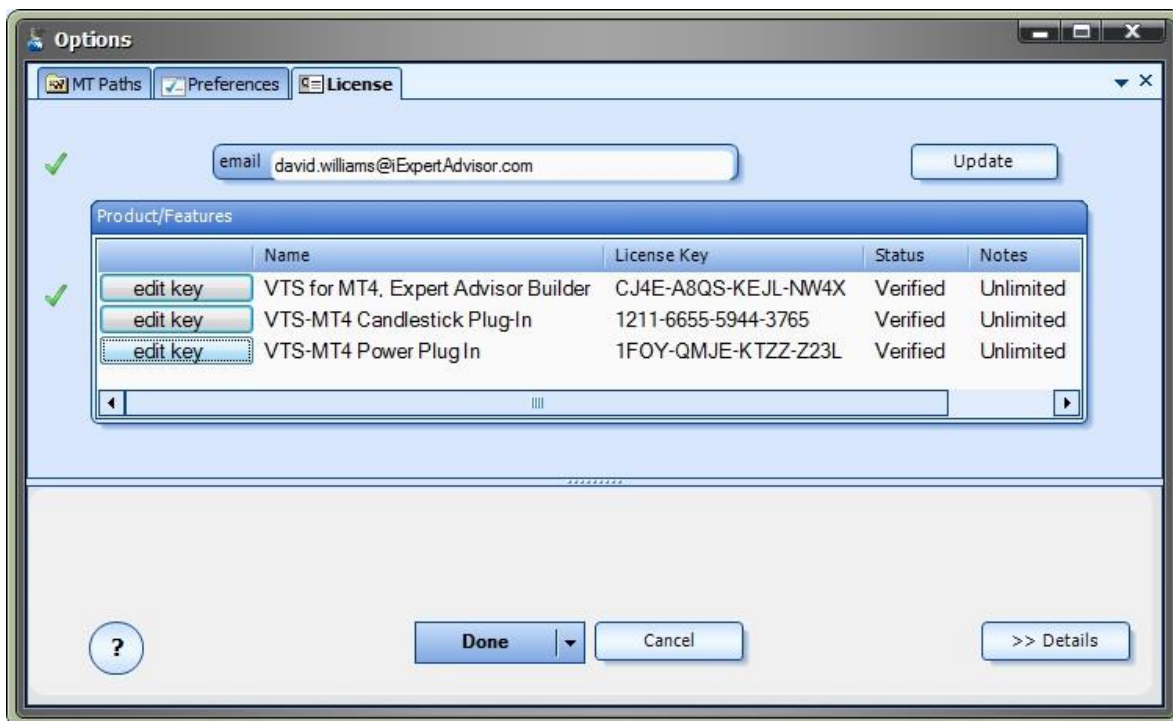 Options
MT Paths Preferences License
email david.williams@iExpertAdvisor.com Update
Product/Features
Name License Key Status Notes
edit key VTS for MT4, Expert Advisor Builder CJ4E-A8QS-KEJL-NW4X Verified Unlimited
edit key VTS-MT4 Candlestick Plug-In 1211-6655-5944-3765 Verified Unlimited
edit key VTS-MT4 Power Plug In 1FOY-QMJE-KTZZ-Z23L Verified Unlimited
? Done Cancel >> Details